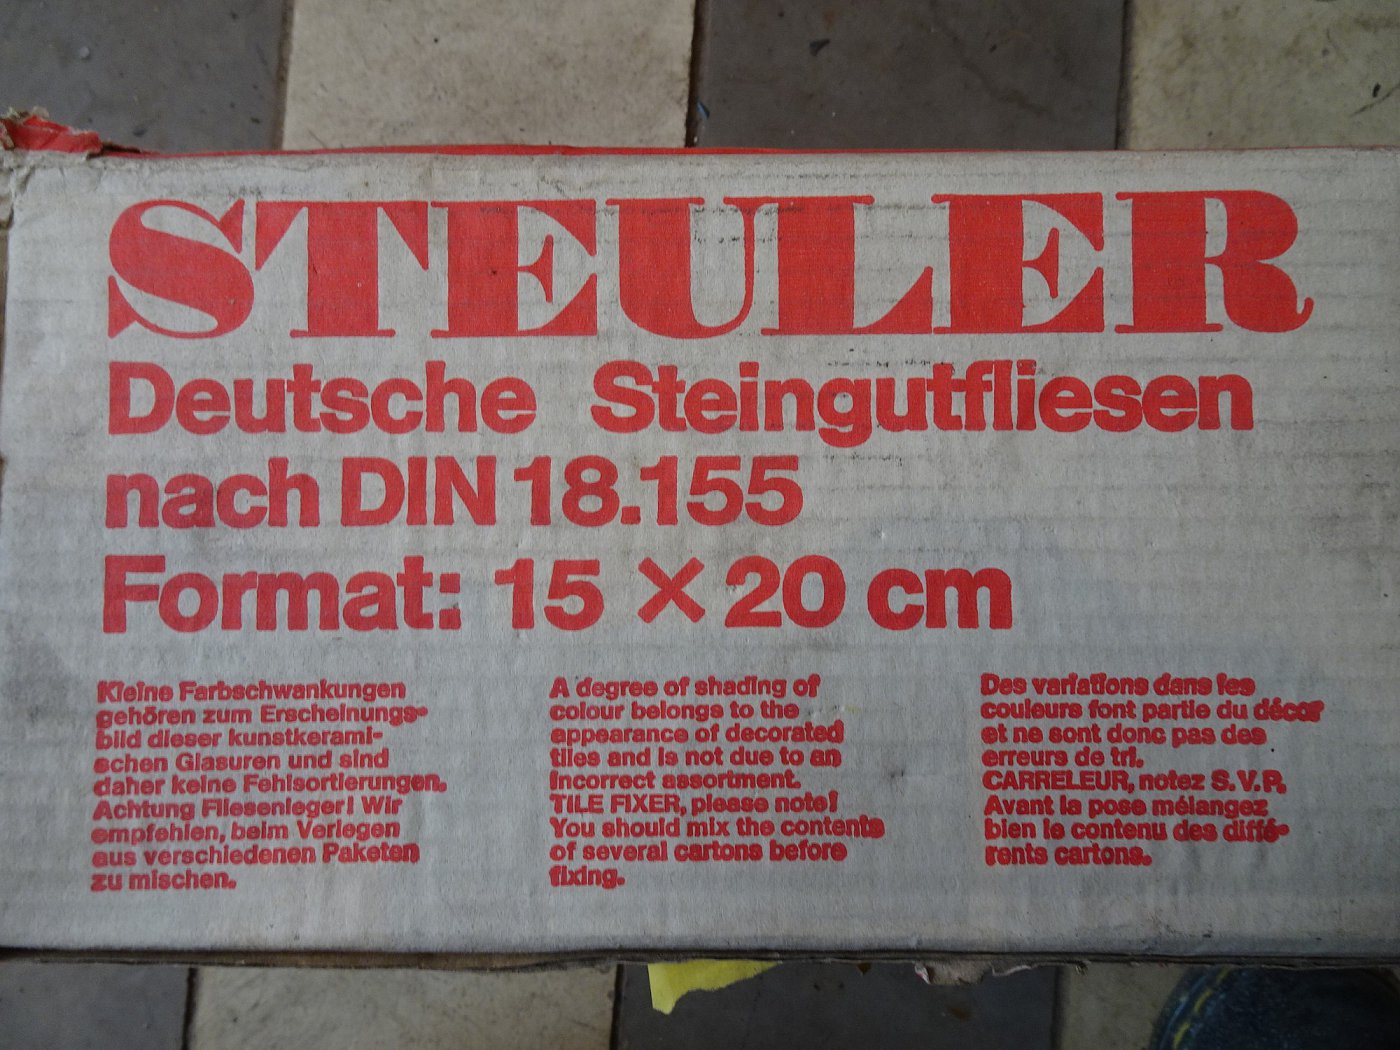 STEULER
Deutsche Steingutfliesen
nach DIN 18.155
Format: 15 × 20 cm
Kleine Farbschwankungen
gehören zum Erscheinungs-
bild dieser kunstkerami-
schen Glasuren und sind
daher keine Fehlsortierungen.
Achtung Fliesenleger! Wir
empfehlen, beim Verlegen
aus verschiedenen Paketen
zu mischen.
A degree of shading of
colour belongs to the
appearance of decorated
tiles and is not due to an
incorrect assortment.
TILE FIXER, please note!
You should mix the contents
of several cartons before
fixing.
Des variations dans les
couleurs font partie du décor
et ne sont donc pas des
erreurs de tri.
CARRELEUR, notez S.V.P.
Avant la pose mélangez
bien le contenu des diffé-
rents cartons.